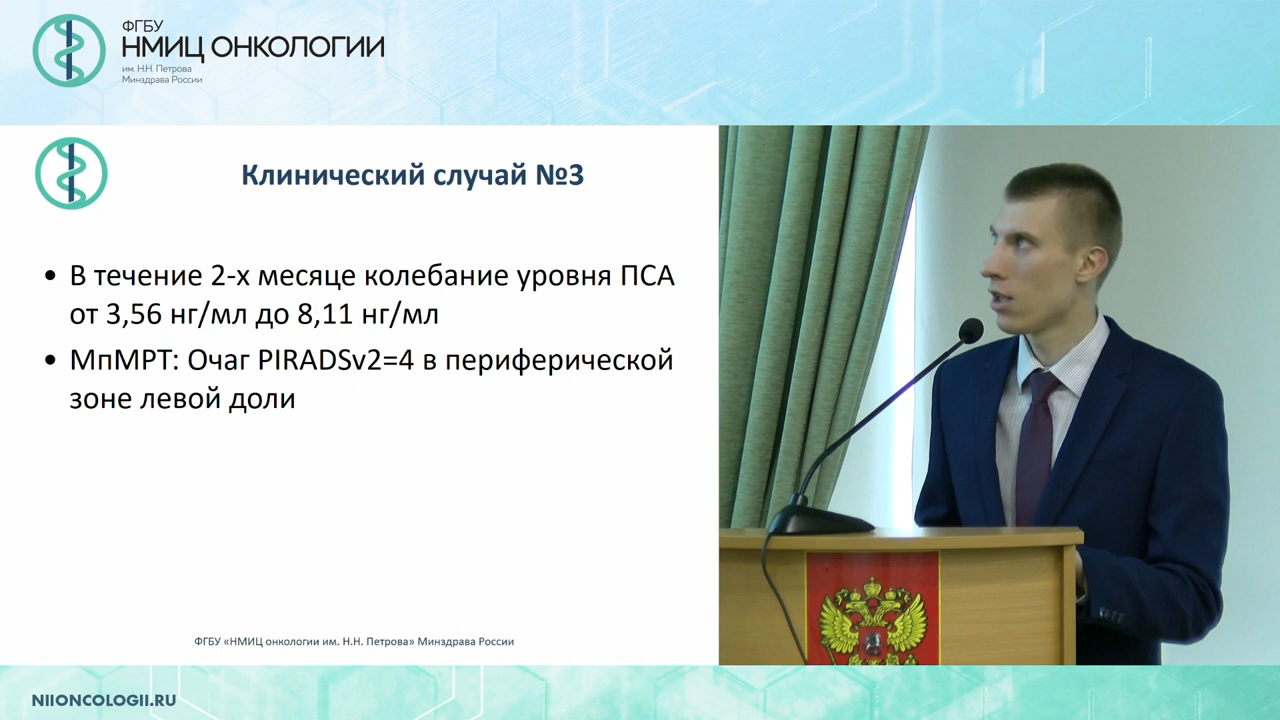 ФГБУ
НМИЦ ОНКОЛОГИИ
им. Н.Н. Петрова
Минздрава России
Клинический случай №3
• В течение 2-х месяце колебание уровня ПСА
от 3,56 нг/мл до 8,11 нг/мл
• МпМРТ: Очаг PIRADSv2=4 в периферической
зоне левой доли
ФГБУ «НМИЦ онкологии им. Н.Н. Петрова» Минздрава России
NIIONCOLOGII.RU